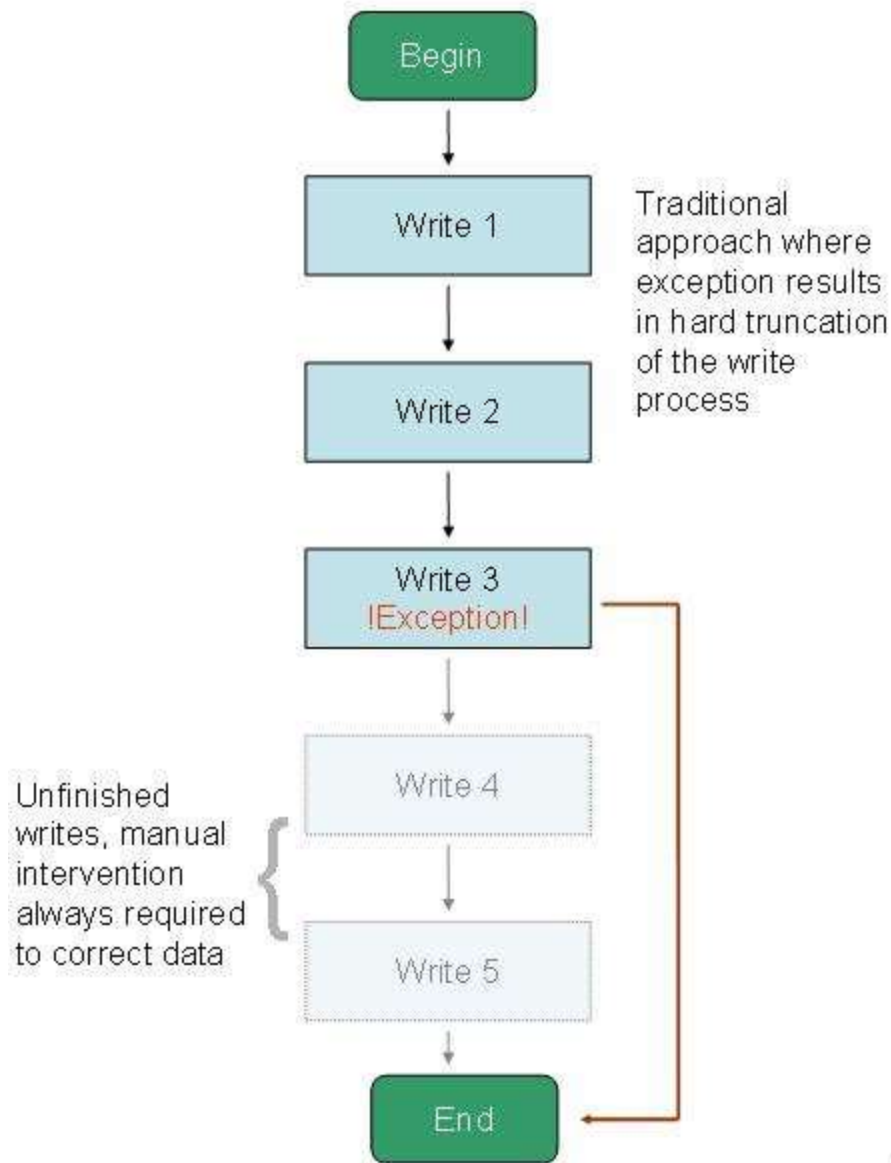 Begin
Write 1
Traditional
approach where
exception results
in hard truncation
of the write
process
Write 2
Write 3
!Exception!
Write 4
Unfinished
writes, manual
intervention
always required
to correct data
Write 5
End